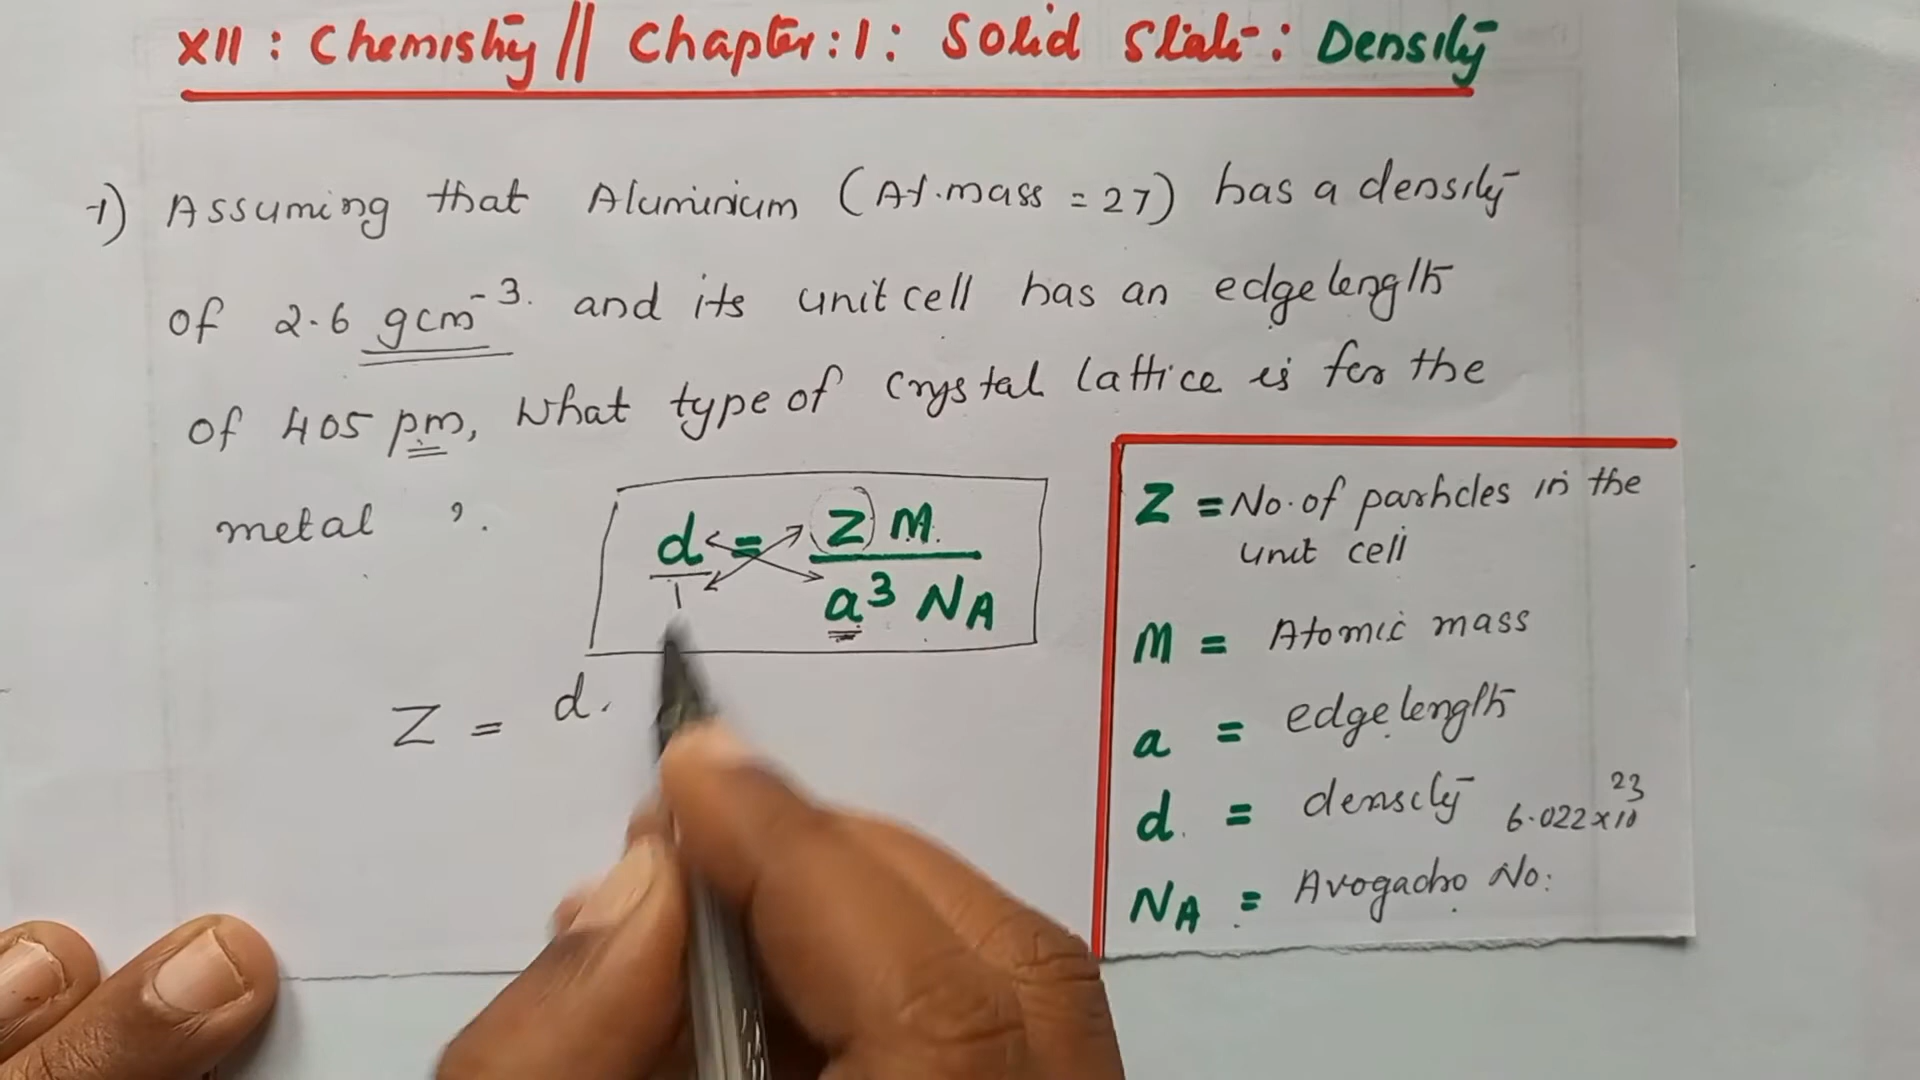 XII : Chemistry // Chapter : 1 : Solid State : Density
1) Assuming that Aluminium (At.mass = 27) has a density
of 2.6 gcm⁻³. and its unit cell has an edge length
of 405 pm, What type of Crystal lattice is for the
metal ?.
d/1 = Z M / a³ NA
Z = d.
Z = No. of particles in the
unit cell
M = Atomic mass
a = edge length
d. = density 6.022×10²³
NA = Avogadro No: